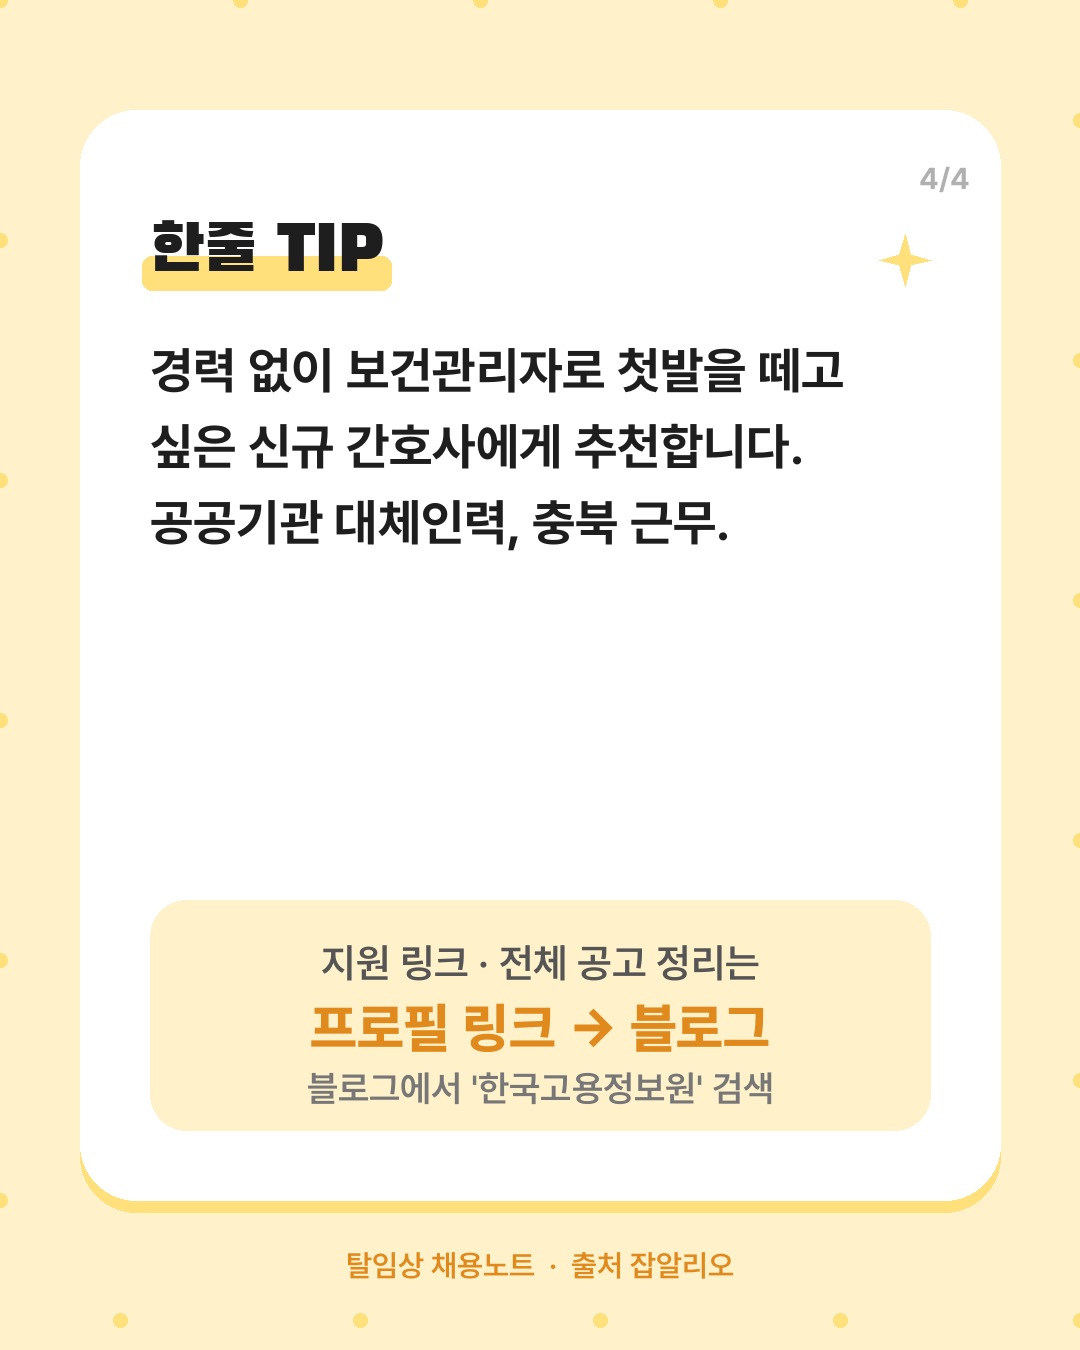 4/4
한줄 TIP
경력 없이 보건관리자로 첫발을 떼고
싶은 신규 간호사에게 추천합니다.
공공기관 대체인력, 충북 근무.
지원 링크 · 전체 공고 정리는
프로필 링크 → 블로그
블로그에서 '한국고용정보원' 검색
탈임상 채용노트 · 출처 잡알리오